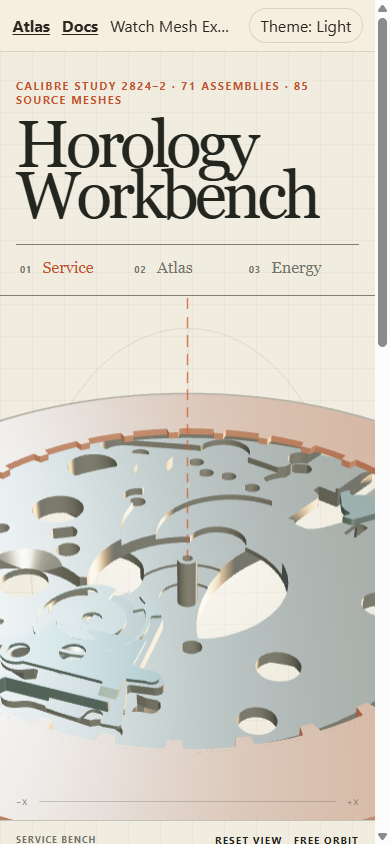 Atlas Docs Watch Mesh Ex... Theme: Light
CALIBRE STUDY 2824-2 · 71 ASSEMBLIES · 85
SOURCE MESHES
Horology
Workbench
01 Service 02 Atlas 03 Energy
-X +X
SERVICE BENCH RESET VIEW FREE ORBIT